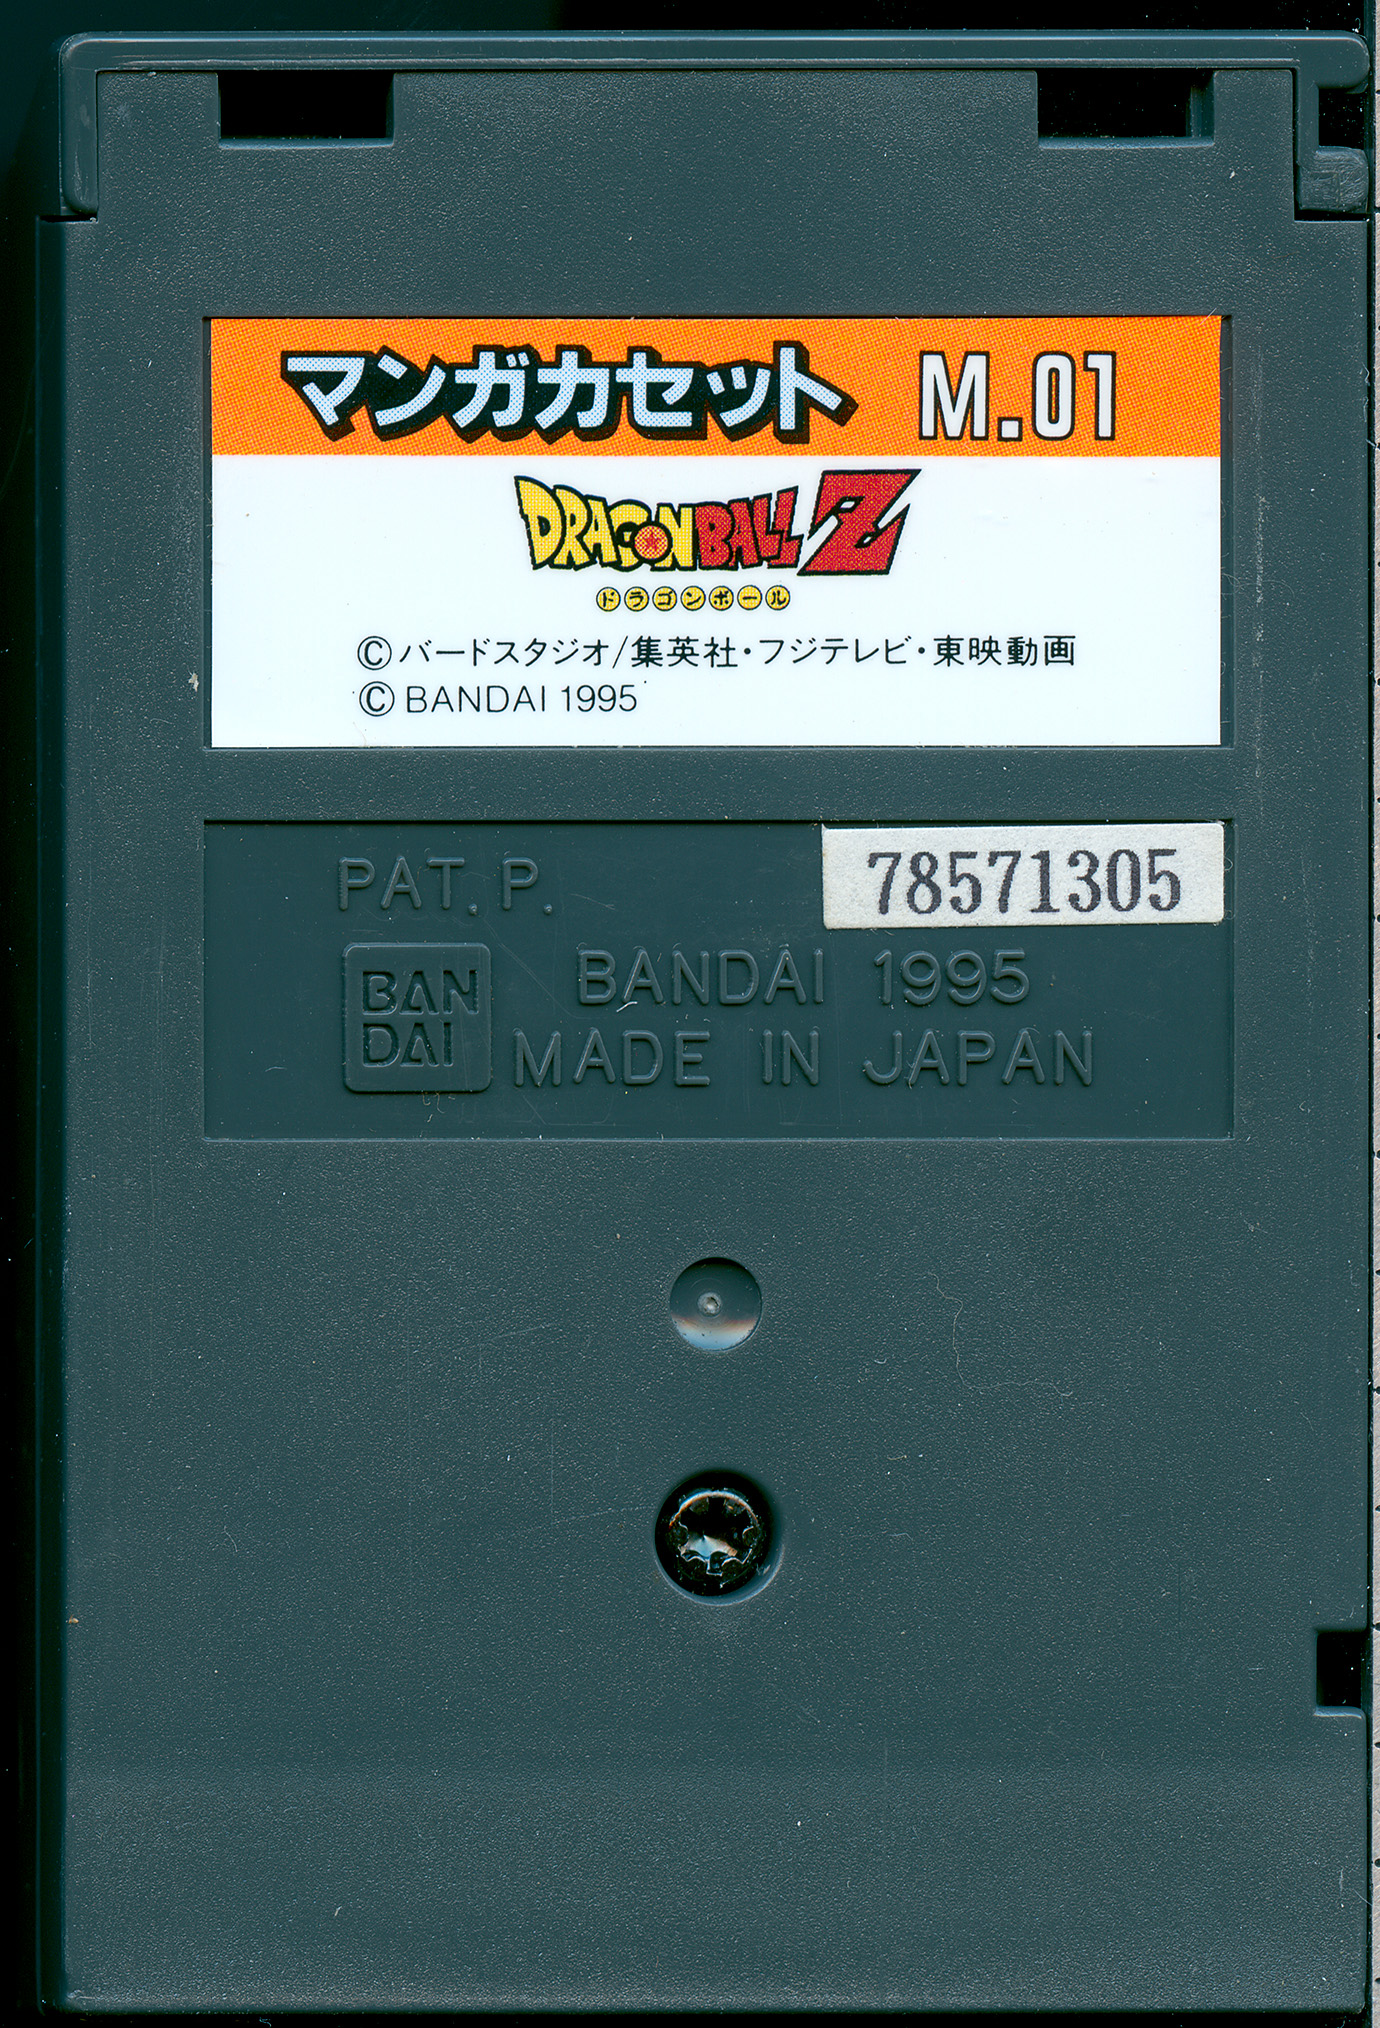 マンガカセット M.01
DRAGONBALL Z
ドラゴンボール
©バードスタジオ/集英社・フジテレビ・東映動画
©BANDAI 1995
78571305
PAT. P.
BAN
DAI
BANDAI 1995
MADE IN JAPAN